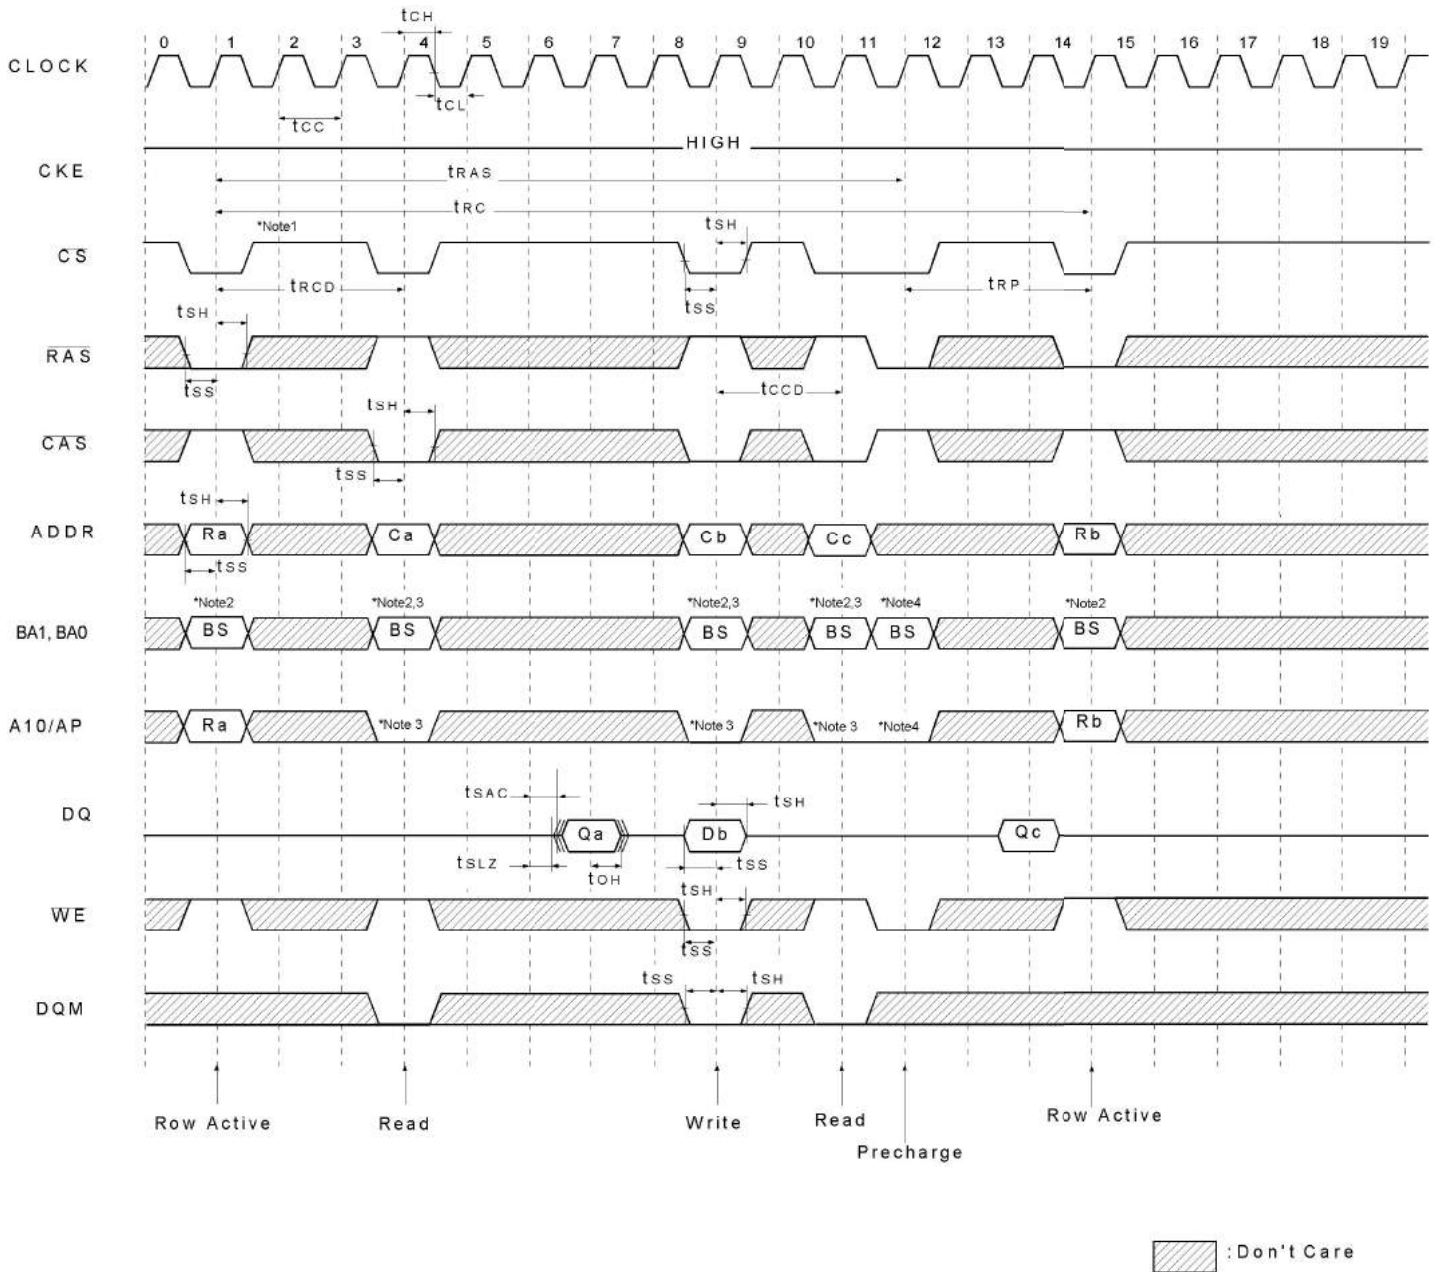 tCH
0 1 2 3 4 5 6 7 8 9 10 11 12 13 14 15 16 17 18 19
CLOCK
tCL
tCC
HIGH
CKE
tRAS
tRC
*Note1
tSH
CS
tRCD
tSS
tRP
tSH
RAS
tSS
tCCD
tSH
CAS
tSS
tSH
ADDR
Ra Ca Cb Cc Rb
tSS
*Note2 *Note2,3 *Note2,3 *Note2,3 *Note4 *Note2
BA1, BA0
BS BS BS BS BS BS
A10/AP
Ra *Note 3 *Note 3 *Note 3 *Note4 Rb
tSAC
tSH
DQ
Qa Db Qc
tSLZ
tOH
tSS
tSH
WE
tSS
tSS tSH
DQM
Row Active Read Write Read Row Active
Precharge
:Don't Care